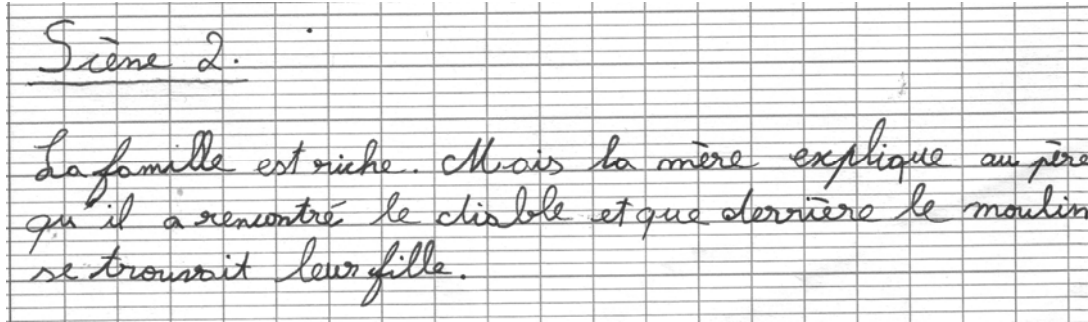 Scène 2.
La famille est riche. Mais la mère explique au père
qu'il a rencontré le diable et que derrière le moulin
se trouvait leur fille.